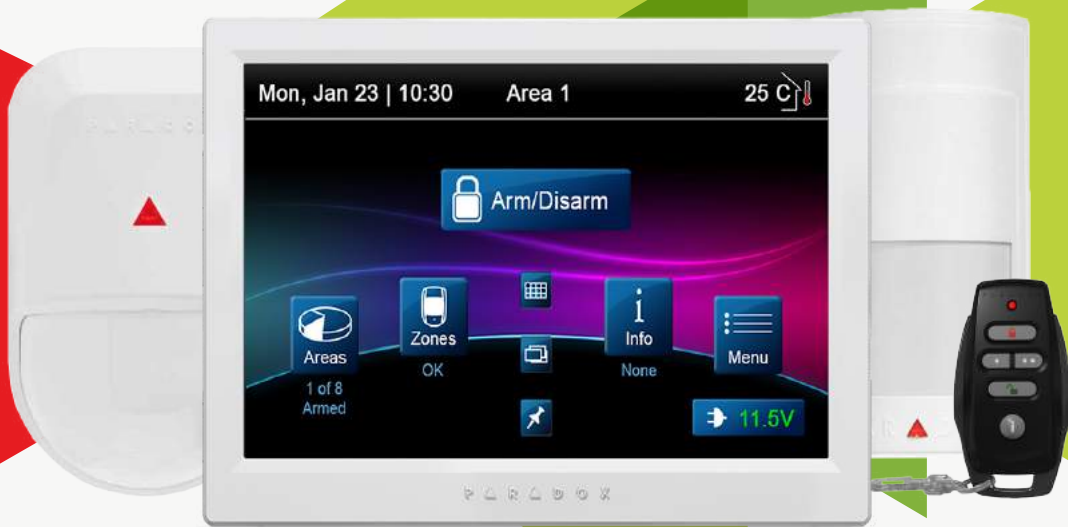 PARADOX
Mon, Jan 23 | 10:30 Area 1 25 C
Arm/Disarm
Areas
1 of 8
Armed
Zones
OK
i
Info
None
Menu
11.5V
PARADOX